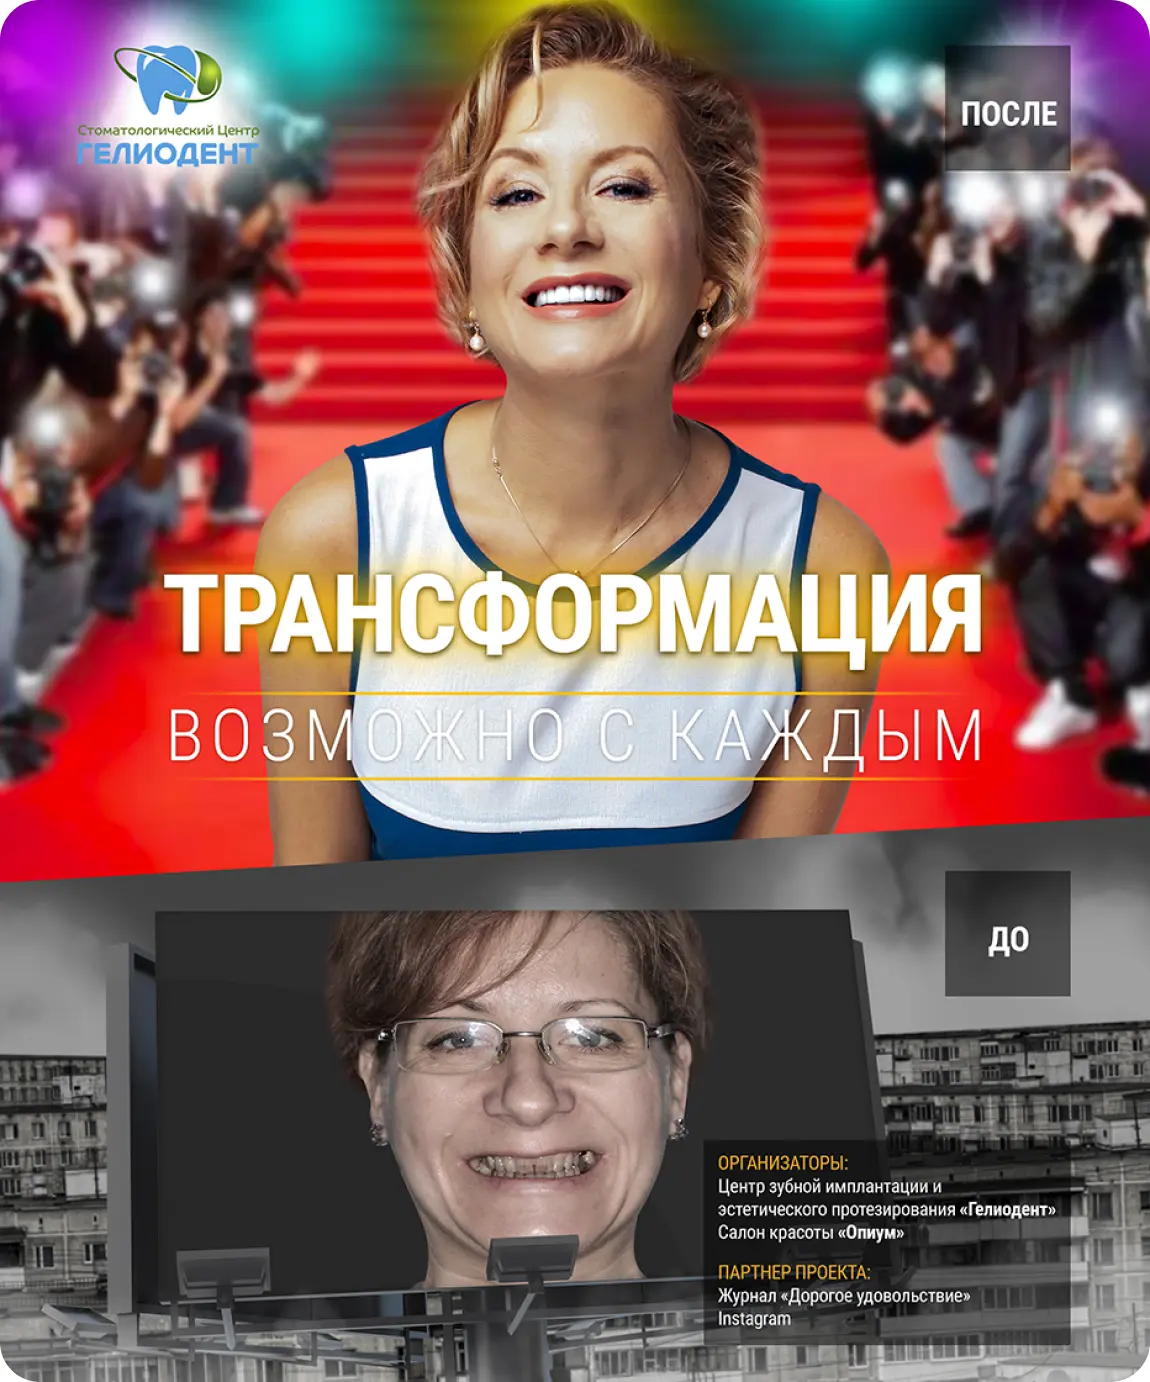 Стоматологический Центр
ГЕЛИОДЕНТ
ПОСЛЕ
ТРАНСФОРМАЦИЯ
ВОЗМОЖНО С КАЖДЫМ
ДО
ОРГАНИЗАТОРЫ:
Центр зубной имплантации и
эстетического протезирования «Гелиодент»
Салон красоты «Опиум»
ПАРТНЕР ПРОЕКТА:
Журнал «Дорогое удовольствие»
Instagram